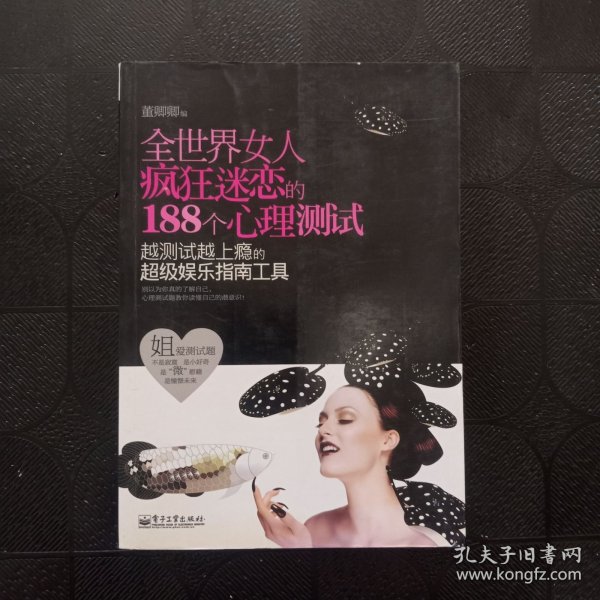 董卿卿 编
全世界女人
疯狂迷恋的
188个心理测试
越测试越上瘾的
超级娱乐指南工具
别以为你真的了解自己，
心理测试题教你读懂自己的潜意识！
姐爱测试题
不是寂寞 是小好奇
是“微”慰藉
是憧憬未来
电子工业出版社
孔夫子旧书网
www.kongfz.com